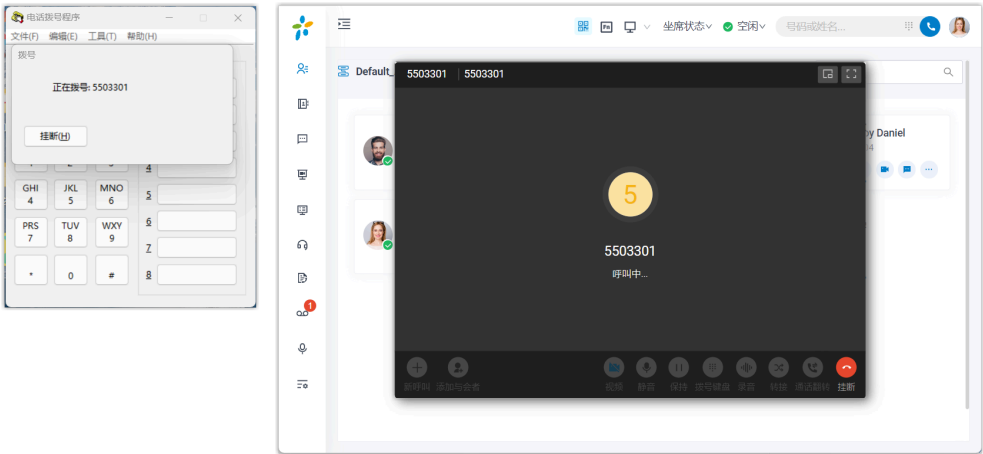 电话拨号程序
文件(F) 编辑(E) 工具(T) 帮助(H)
拨号
正在拨号: 5503301
挂断(H)
4
GHI
4
JKL
5
MNO
6
5
PRS
7
TUV
8
WXY
9
6
7
*
0
#
8
Fn
坐席状态
空闲
号码或姓名...
Default_
5503301 5503301
by Daniel
5
5503301
呼叫中...
1
新呼叫 添加与会者 视频 静音 保持 拨号键盘 录音 转接 通话翻转 挂断